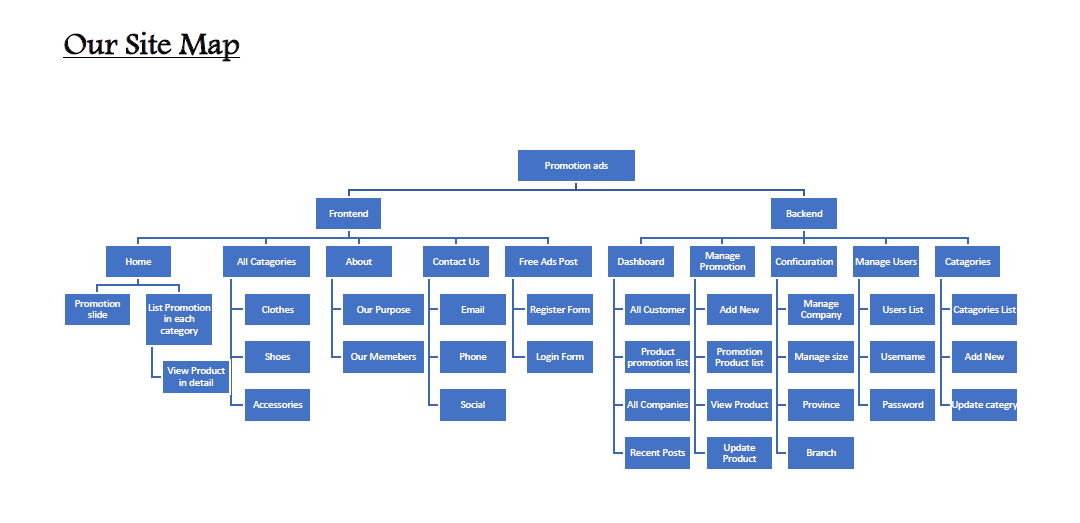 Our Site Map
Promotion ads
Frontend
Backend
Home
All Catagories
About
Contact Us
Free Ads Post
Dashboard
Manage
Promotion
Conficuration
Manage Users
Catagories
Promotion
slide
List Promotion
in each
category
View Product
in detail
Clothes
Shoes
Accessories
Our Purpose
Our Memebers
Email
Phone
Social
Register Form
Login Form
All Customer
Product
promotion list
All Companies
Recent Posts
Add New
Promotion
Product list
View Product
Update
Product
Manage
Company
Manage size
Province
Branch
Users List
Username
Password
Catagories List
Add New
Update categry